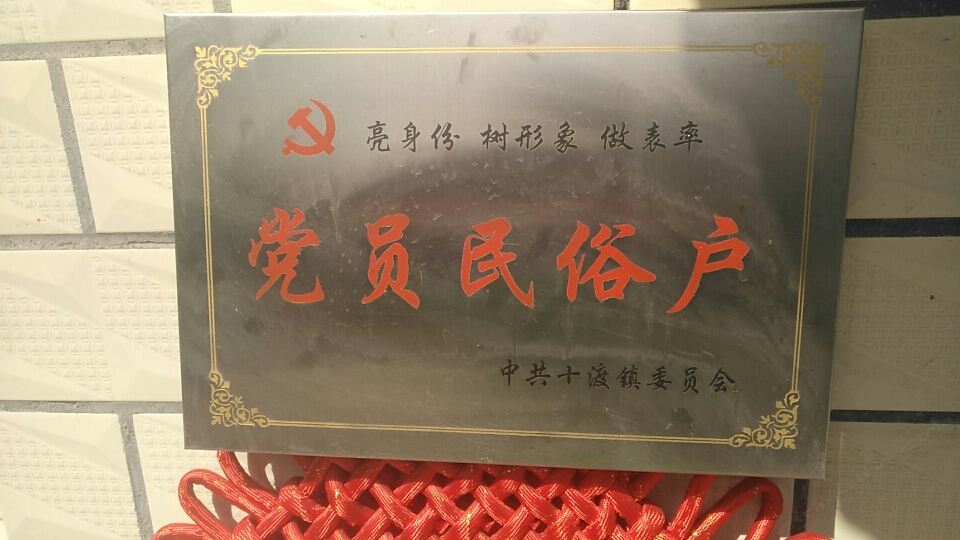 亮身份 树形象 做表率
党员民俗户
中共十渡镇委员会